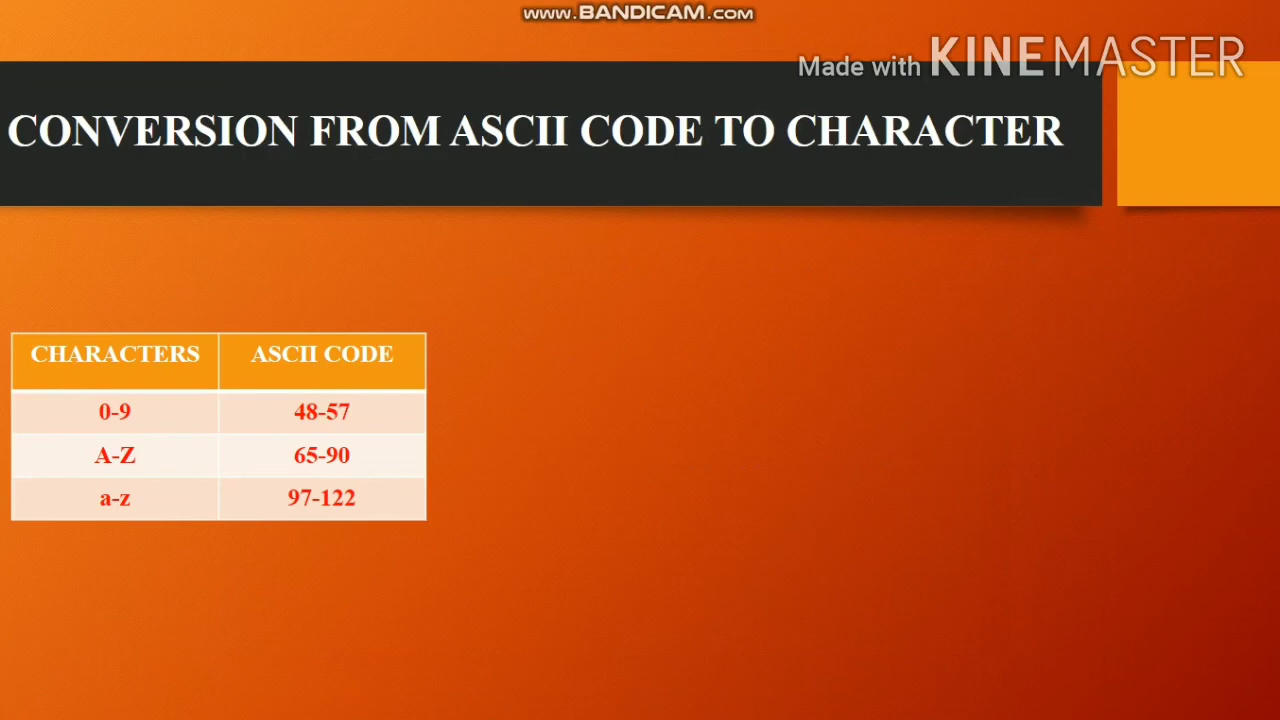 www.BANDICAM.com
Made with KINEMASTER
CONVERSION FROM ASCII CODE TO CHARACTER
CHARACTERS ASCII CODE
0-9 48-57
A-Z 65-90
a-z 97-122